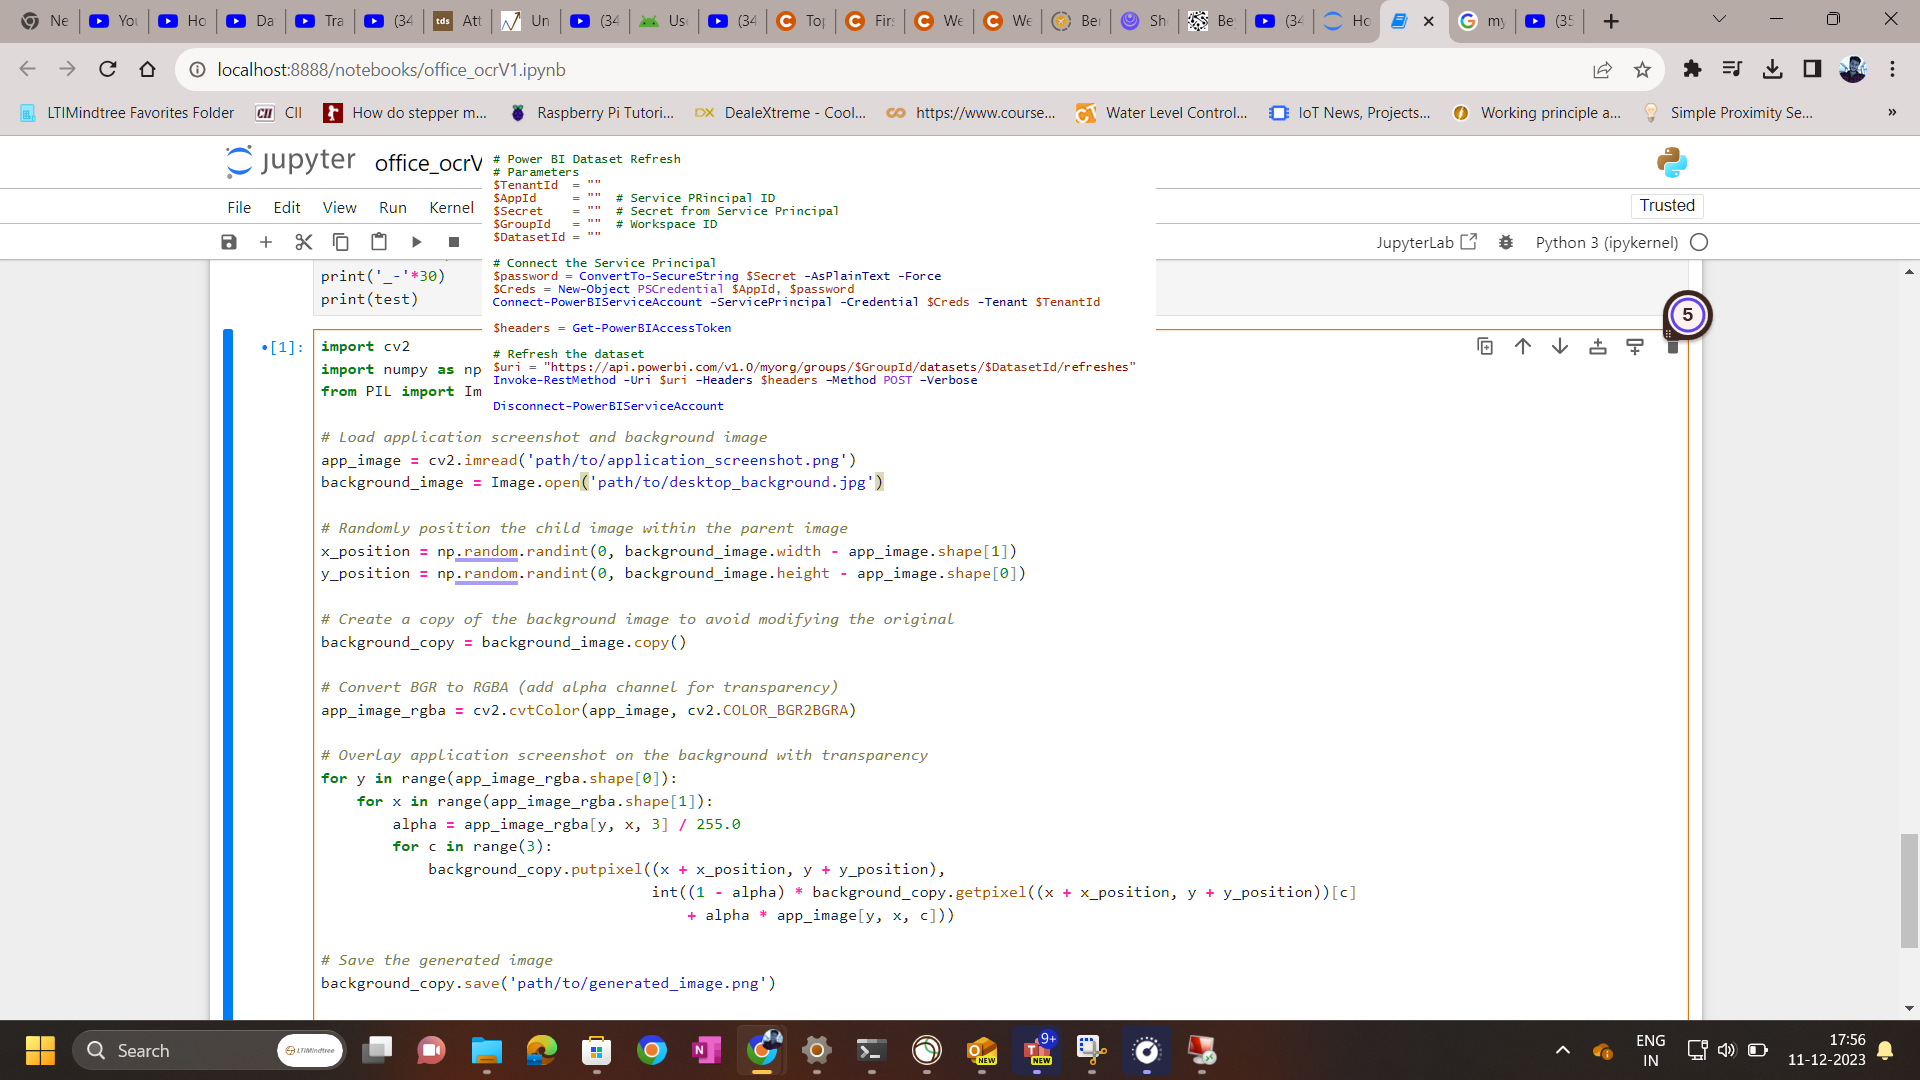 Ne
You
Ho
Da
Tra
(34
Att
Un
(34
Use
(34
Top
Firs
We
We
Ber
Sh
Be
(34
Ho
my
(35
localhost:8888/notebooks/office_ocrV1.ipynb
LTIMindtree Favorites Folder
CII
How do stepper m...
Raspberry Pi Tutori...
DealeXtreme - Cool...
https://www.course...
Water Level Control...
IoT News, Projects...
Working principle a...
Simple Proximity Se...
»
jupyter office_ocrV
File Edit View Run Kernel
Trusted
JupyterLab
Python 3 (ipykernel)
# Power BI Dataset Refresh
# Parameters
$TenantId = ""
$AppId = "" # Service PRincipal ID
$Secret = "" # Secret from Service Principal
$GroupId = "" # Workspace ID
$DatasetId = ""
# Connect the Service Principal
$password = ConvertTo-SecureString $Secret -AsPlainText -Force
$Creds = New-Object PSCredential $AppId, $password
Connect-PowerBIServiceAccount -ServicePrincipal -Credential $Creds -Tenant $TenantId
$headers = Get-PowerBIAccessToken
# Refresh the dataset
$uri = "https://api.powerbi.com/v1.0/myorg/groups/$GroupId/datasets/$DatasetId/refreshes"
Invoke-RestMethod -Uri $uri -Headers $headers -Method POST -Verbose
Disconnect-PowerBIServiceAccount
print('_-'*30)
print(test)
5
•[1]:
import cv2
import numpy as np
from PIL import Im
# Load application screenshot and background image
app_image = cv2.imread('path/to/application_screenshot.png')
background_image = Image.open('path/to/desktop_background.jpg')
# Randomly position the child image within the parent image
x_position = np.random.randint(0, background_image.width - app_image.shape[1])
y_position = np.random.randint(0, background_image.height - app_image.shape[0])
# Create a copy of the background image to avoid modifying the original
background_copy = background_image.copy()
# Convert BGR to RGBA (add alpha channel for transparency)
app_image_rgba = cv2.cvtColor(app_image, cv2.COLOR_BGR2BGRA)
# Overlay application screenshot on the background with transparency
for y in range(app_image_rgba.shape[0]):
for x in range(app_image_rgba.shape[1]):
alpha = app_image_rgba[y, x, 3] / 255.0
for c in range(3):
background_copy.putpixel((x + x_position, y + y_position),
int((1 - alpha) * background_copy.getpixel((x + x_position, y + y_position))[c]
+ alpha * app_image[y, x, c]))
# Save the generated image
background_copy.save('path/to/generated_image.png')
Search
LTIMindtree
NEW
9+
NEW
ENG
IN
17:56
11-12-2023